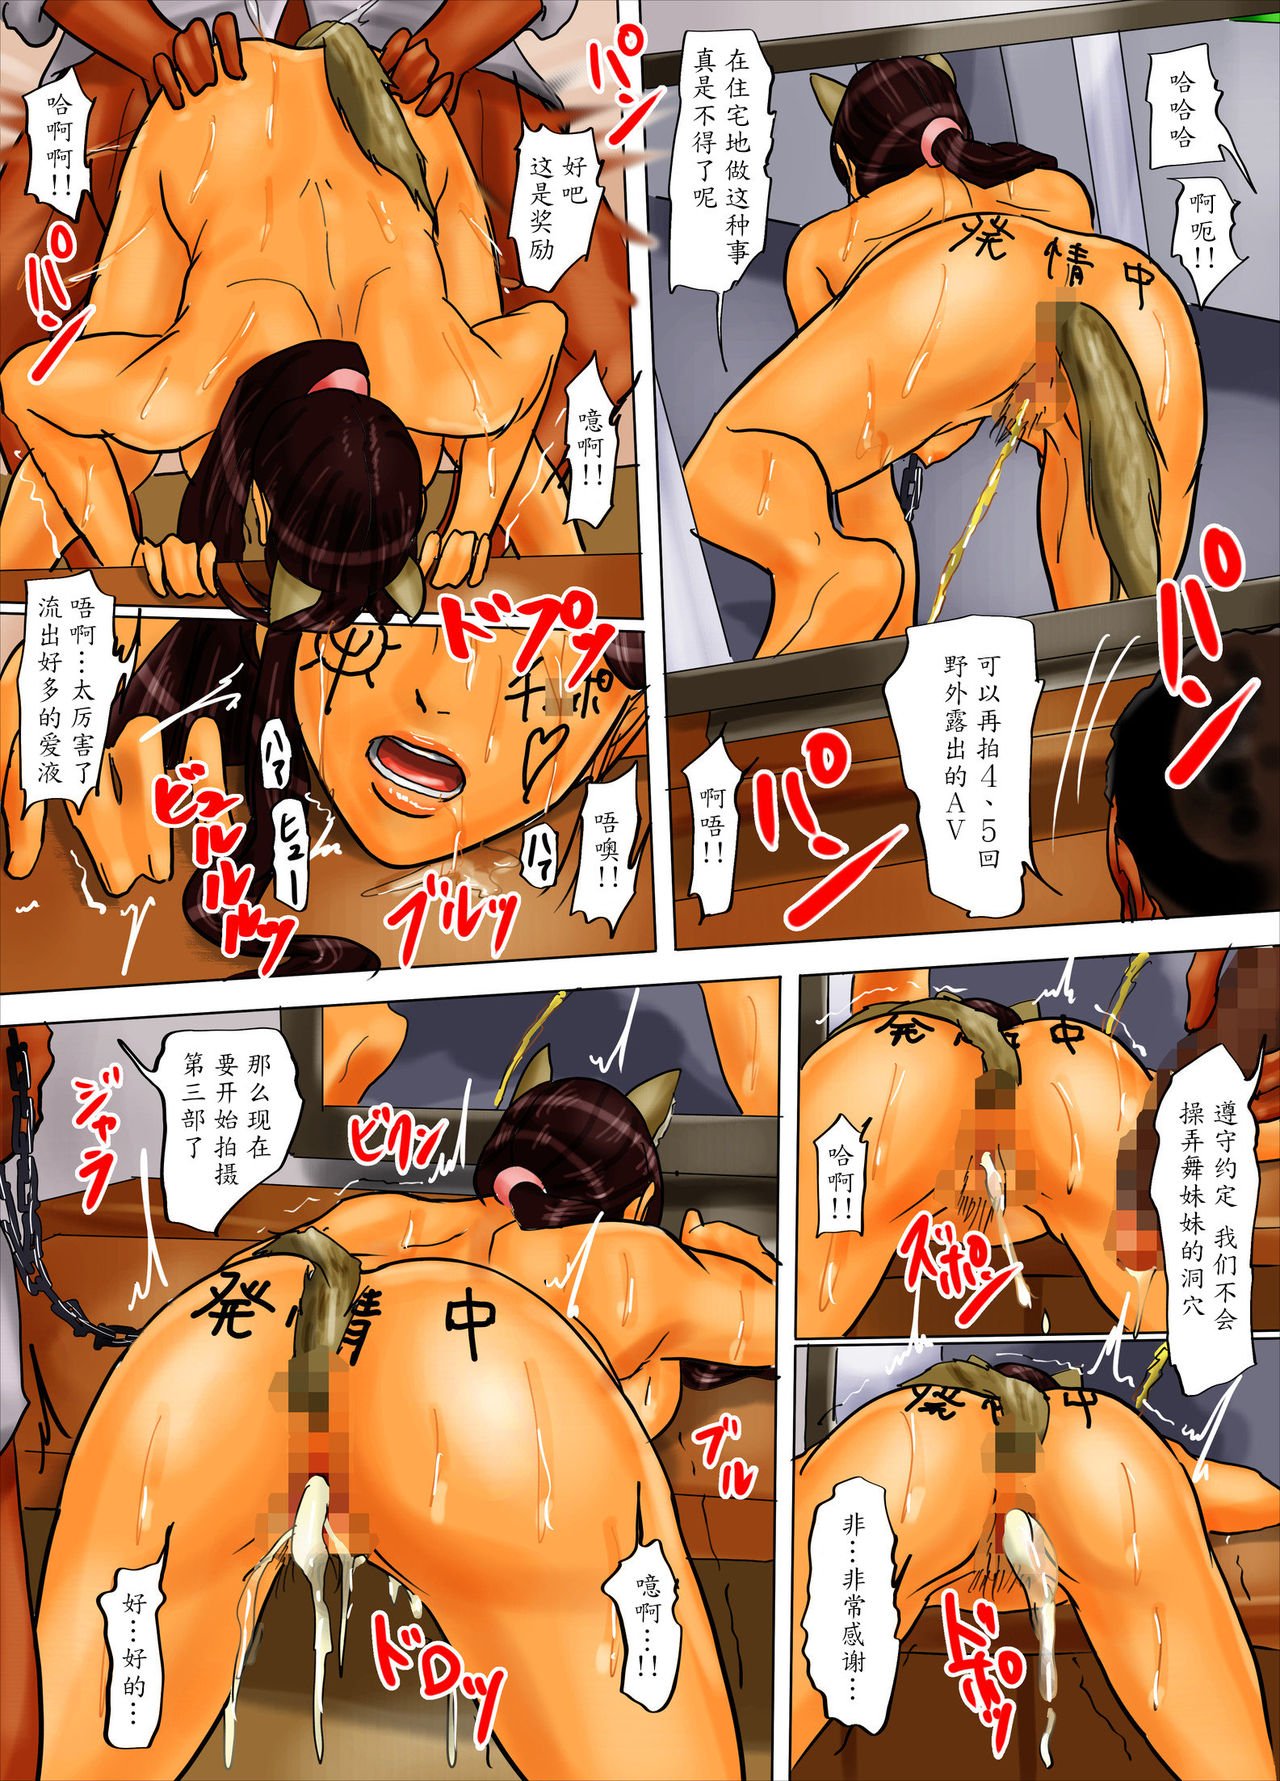 哈哈哈
啊呃!!
在住宅地做这种事
真是不得了呢
発情中
可以再拍4、5回
野外露出的AV
啊唔!!
パン
パン
パン
好吧
这是奖励
哈啊啊!!
パン
噫啊!!
ドプッ
唔啊…太厉害了
流出好多的爱液
ハァ
ヒュー
ハァ
唔噢!!
ビュルルルルッ
ブルッ
遵守约定 我们不会
操弄舞妹妹的洞穴
発 中
哈啊!!
ズポンッ
発情中
非…非常感谢…
ドポォッ
那么现在
要开始拍摄
第三部了
ジャラ
ビクン
発情中
ブル
噫啊…!!
好…好的…
ドロッ